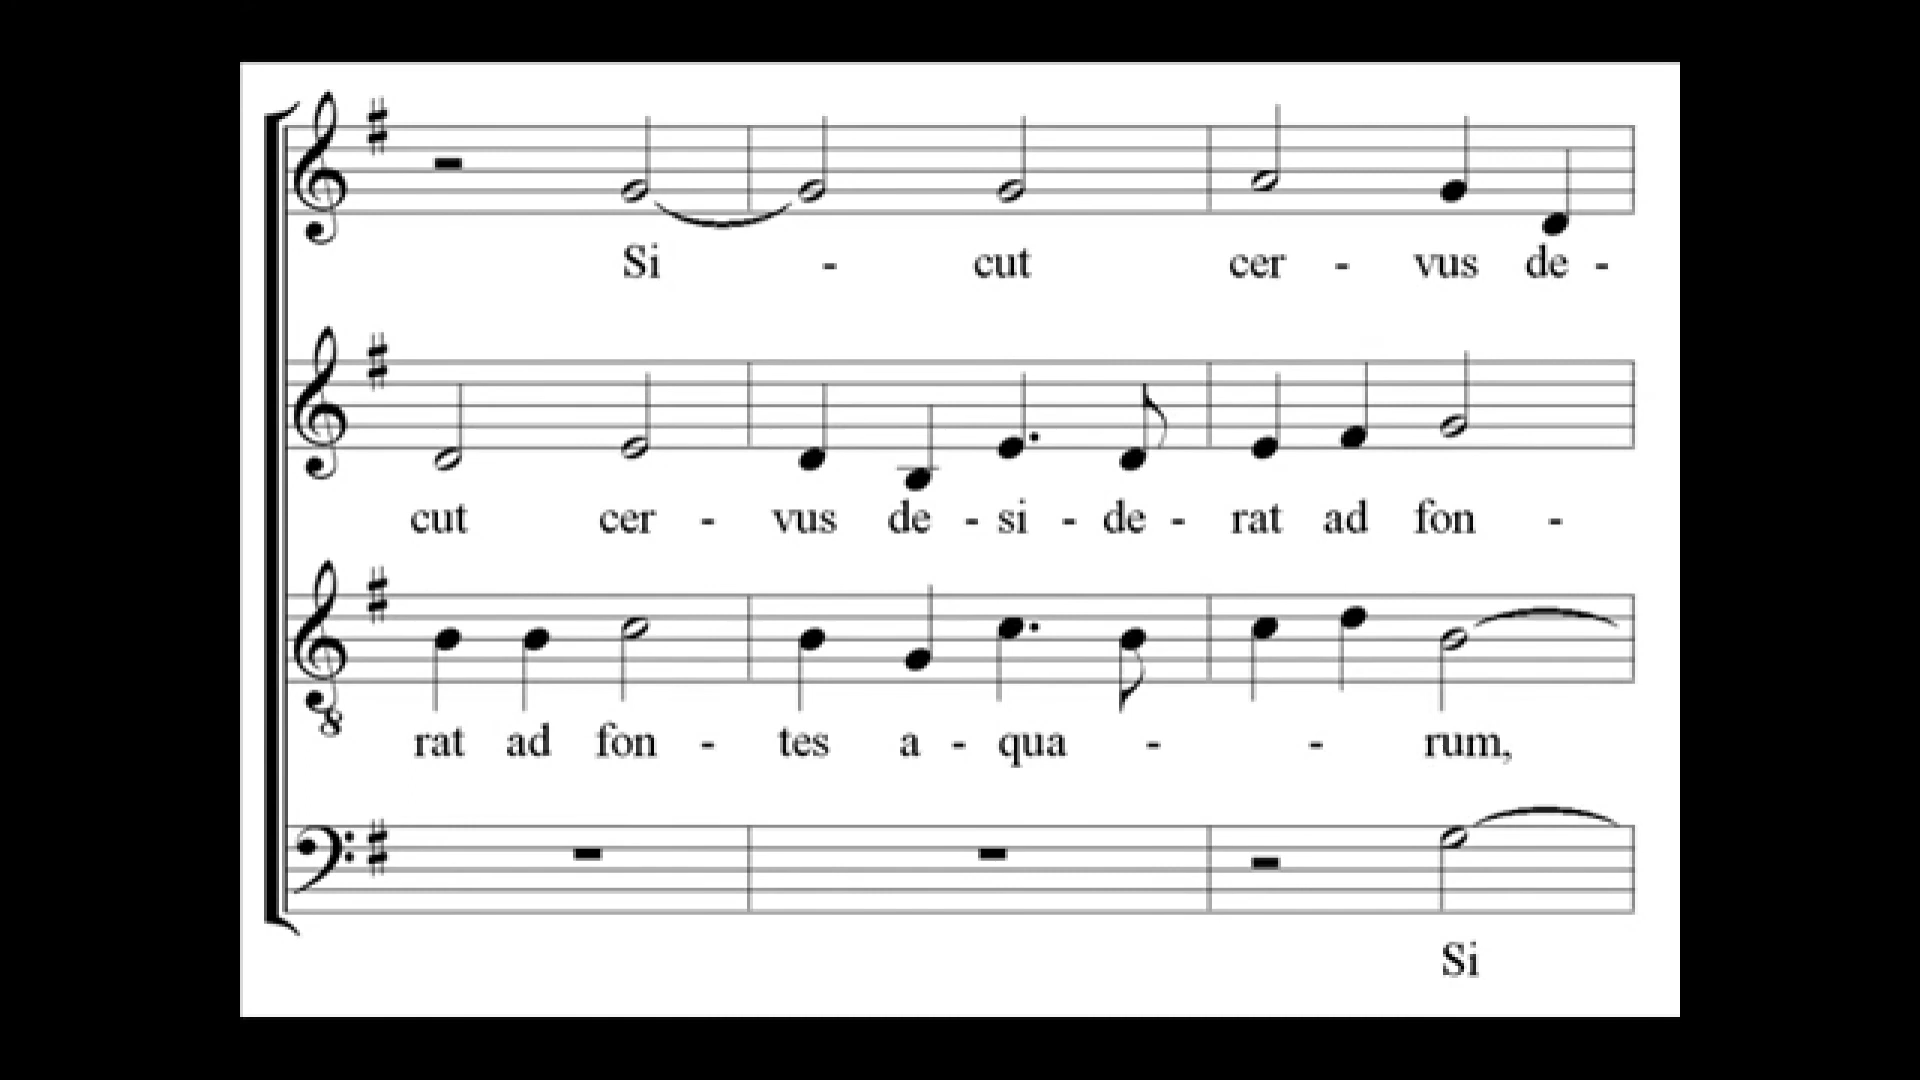 Si - cut cer - vus de -
cut cer - vus de - si - de - rat ad fon -
8
rat ad fon - tes a - qua - - rum,
Si